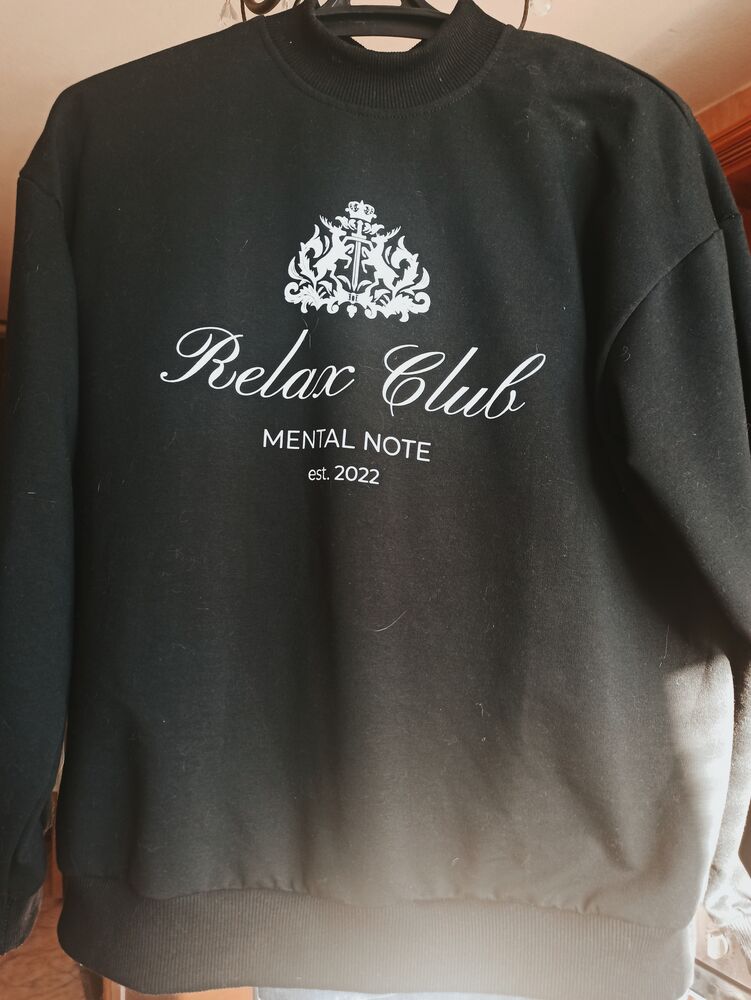 Relax Club
MENTAL NOTE
est. 2022